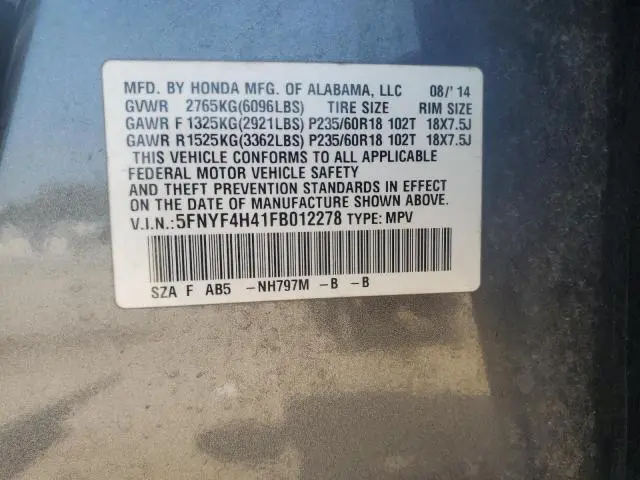 MFD. BY HONDA MFG. OF ALABAMA, LLC 08/'14
GVWR 2765KG(6096LBS) TIRE SIZE RIM SIZE
GAWR F 1325KG(2921LBS) P235/60R18 102T 18X7.5J
GAWR R 1525KG(3362LBS) P235/60R18 102T 18X7.5J
THIS VEHICLE CONFORMS TO ALL APPLICABLE
FEDERAL MOTOR VEHICLE SAFETY
AND THEFT PREVENTION STANDARDS IN EFFECT
ON THE DATE OF MANUFACTURE SHOWN ABOVE.
V.I.N.:5FNYF4H41FB012278 TYPE: MPV
SZA F AB5 -NH797M -B -B